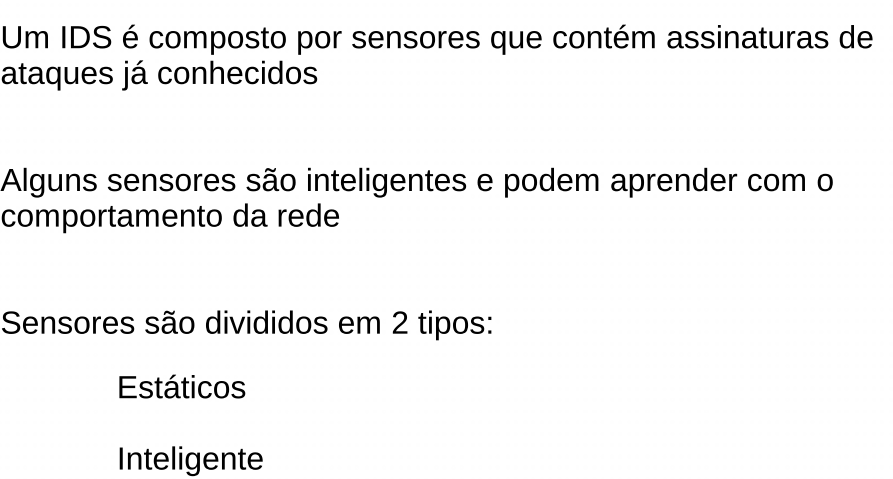 Um IDS é composto por sensores que contém assinaturas de
ataques já conhecidos
Alguns sensores são inteligentes e podem aprender com o
comportamento da rede
Sensores são divididos em 2 tipos:
Estáticos
Inteligente